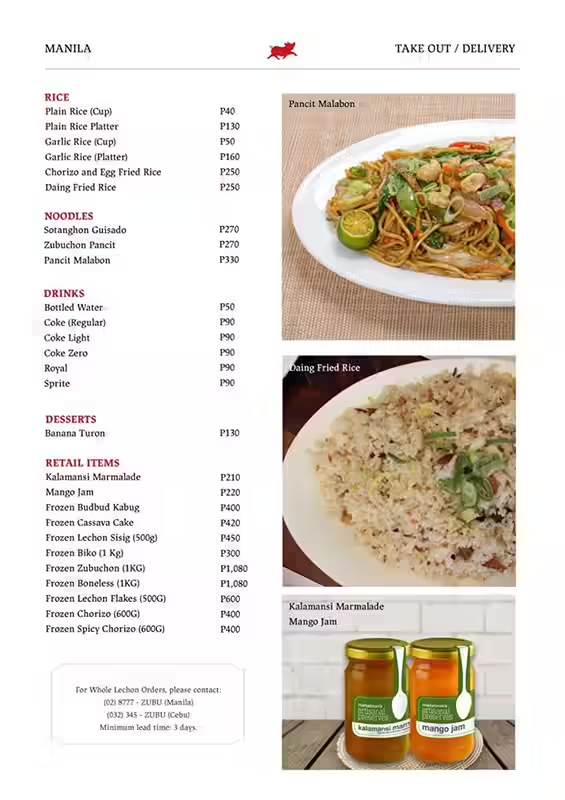 MANILA
TAKE OUT / DELIVERY
RICE
Plain Rice (Cup) P40
Plain Rice Platter P130
Garlic Rice (Cup) P50
Garlic Rice (Platter) P160
Chorizo and Egg Fried Rice P250
Daing Fried Rice P250
NOODLES
Sotanghon Guisado P270
Zubuchon Pancit P270
Pancit Malabon P330
DRINKS
Bottled Water P50
Coke (Regular) P90
Coke Light P90
Coke Zero P90
Royal P90
Sprite P90
DESSERTS
Banana Turon P130
RETAIL ITEMS
Kalamansi Marmalade P210
Mango Jam P220
Frozen Budbud Kabug P400
Frozen Cassava Cake P420
Frozen Lechon Sisig (500g) P450
Frozen Biko (1 Kg) P300
Frozen Zubuchon (1KG) P1,080
Frozen Boneless (1KG) P1,080
Frozen Lechon Flakes (500G) P600
Frozen Chorizo (600G) P400
Frozen Spicy Chorizo (600G) P400
For Whole Lechon Orders, please contact:
(02) 8777 - ZUBU (Manila)
(032) 345 - ZUBU (Cebu)
Minimum lead time: 3 days.
Pancit Malabon
Daing Fried Rice
Kalamansi Marmalade
Mango Jam
artisanal
preserves
kalamansi
artisanal
preserves
mango jam